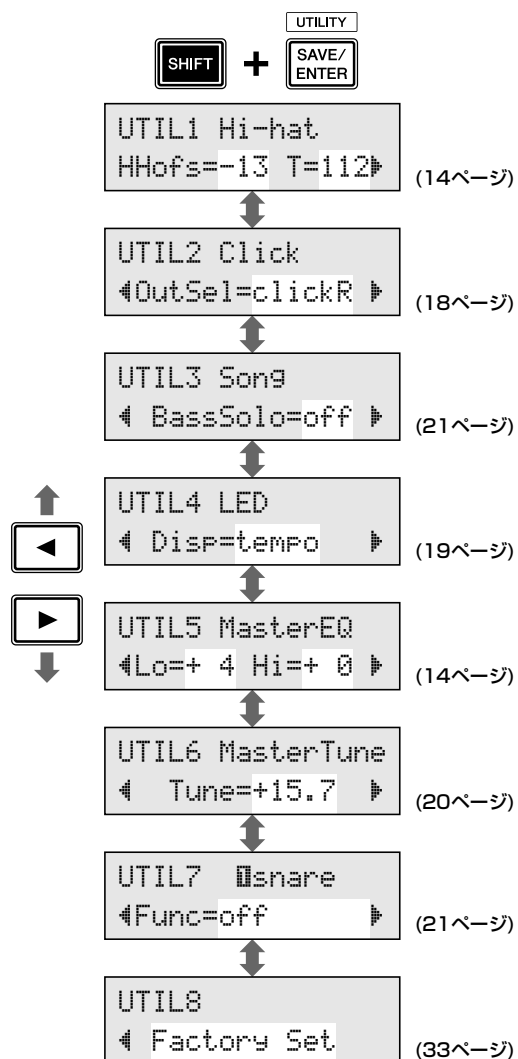 UTILITY
SHIFT + SAVE/
ENTER
UTIL1 Hi-hat
HHofs=-13 T=112
(14ページ)
UTIL2 Click
OutSel=clickR
(18ページ)
UTIL3 Song
BassSolo=off
(21ページ)
UTIL4 LED
Disp=tempo
(19ページ)
UTIL5 MasterEQ
Lo=+ 4 Hi=+ 0
(14ページ)
UTIL6 MasterTune
Tune=+15.7
(20ページ)
UTIL7 1snare
Func=off
(21ページ)
UTIL8
Factory Set
(33ページ)